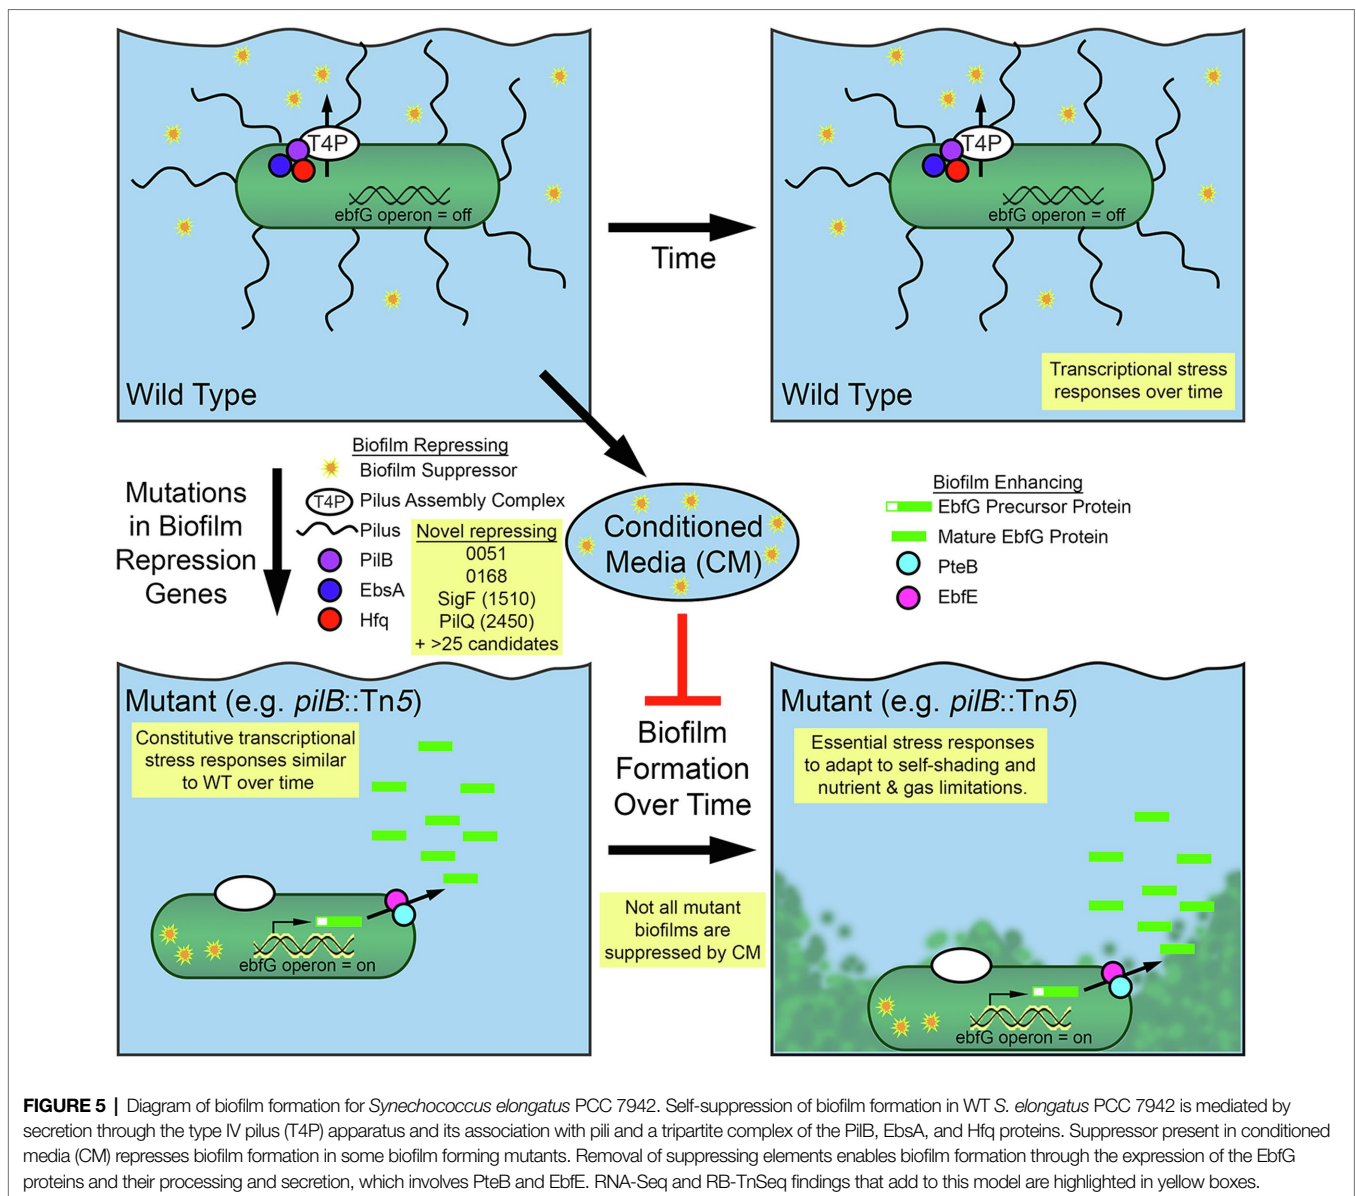 T4P
ebfG operon = off
Wild Type
Time
T4P
ebfG operon = off
Transcriptional stress
responses over time
Wild Type
Mutations
in Biofilm
Repression
Genes
Biofilm Repressing
Biofilm Suppressor
T4P Pilus Assembly Complex
Pilus
PilB
EbsA
Hfq
Novel repressing
0051
0168
SigF (1510)
PilQ (2450)
+ >25 candidates
Conditioned
Media (CM)
Biofilm Enhancing
EbfG Precursor Protein
Mature EbfG Protein
PteB
EbfE
Mutant (e.g. pilB::Tn5)
Constitutive transcriptional
stress responses similar
to WT over time
ebfG operon = on
Biofilm
Formation
Over Time
Not all mutant
biofilms are
suppressed by CM
Mutant (e.g. pilB::Tn5)
Essential stress responses
to adapt to self-shading and
nutrient & gas limitations.
ebfG operon = on
FIGURE 5 | Diagram of biofilm formation for Synechococcus elongatus PCC 7942. Self-suppression of biofilm formation in WT S. elongatus PCC 7942 is mediated by
secretion through the type IV pilus (T4P) apparatus and its association with pili and a tripartite complex of the PilB, EbsA, and Hfq proteins. Suppressor present in conditioned
media (CM) represses biofilm formation in some biofilm forming mutants. Removal of suppressing elements enables biofilm formation through the expression of the EbfG
proteins and their processing and secretion, which involves PteB and EbfE. RNA-Seq and RB-TnSeq findings that add to this model are highlighted in yellow boxes.